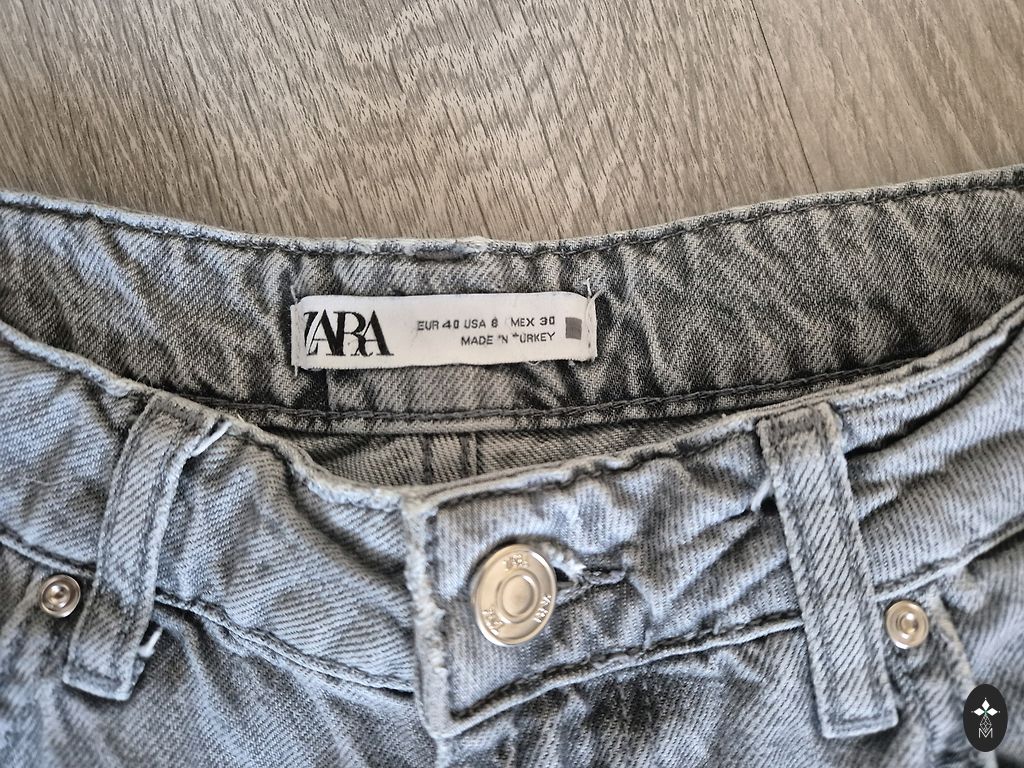 ZARA
EUR 40 USA 8 MEX 30
MADE IN TURKEY
M